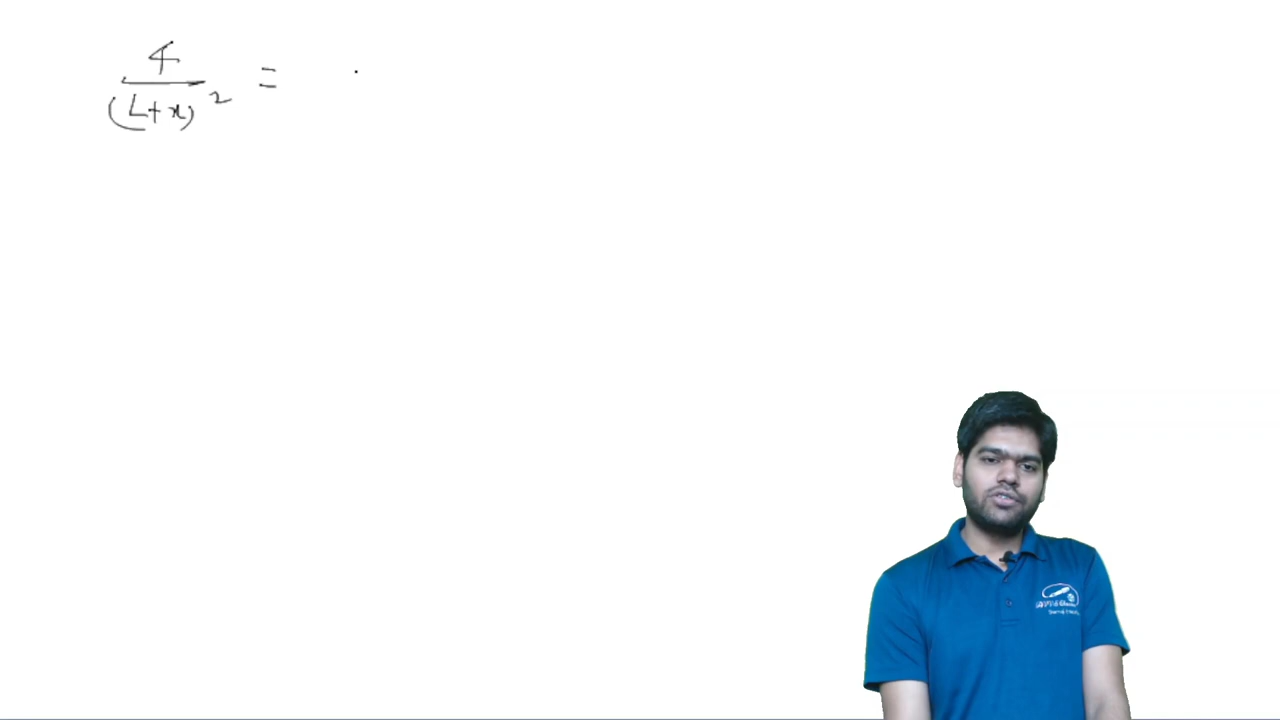 4
(L+x)² =